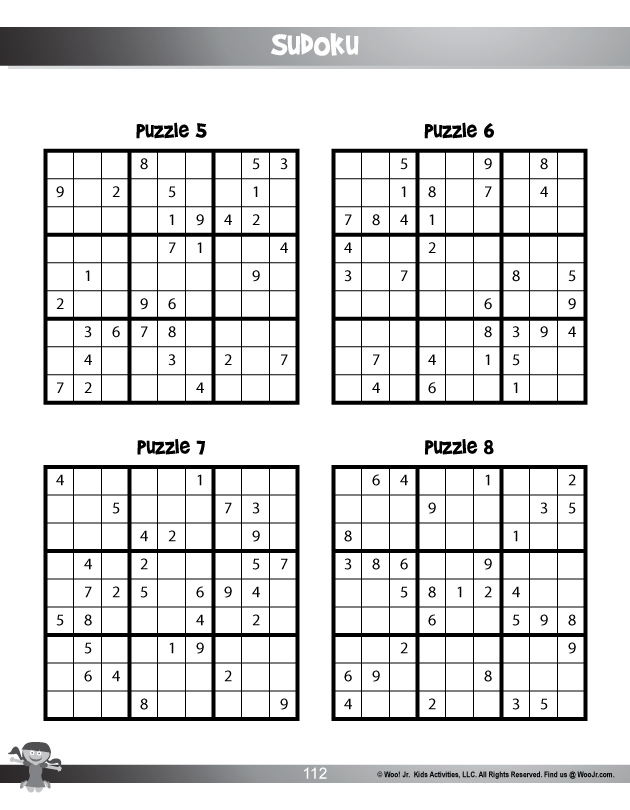 SuDoku
Puzzle 5
8 5 3
9 2 5 1
1 9 4 2
7 1 4
1 9
2 9 6
3 6 7 8
4 3 2 7
7 2 4
Puzzle 6
5 9 8
1 8 7 4
7 8 4 1
4 2
3 7 8 5
6 9
8 3 9 4
7 4 1 5
4 6 1
Puzzle 7
4 1
5 7 3
4 2 9
4 2 5 7
7 2 5 6 9 4
5 8 4 2
5 1 9
6 4 2
8 9
Puzzle 8
6 4 1 2
9 3 5
8 1
3 8 6 9
5 8 1 2 4
6 5 9 8
2 9
6 9 8
4 2 3 5
112
© Woo! Jr. Kids Activities, LLC. All Rights Reserved. Find us @ WooJr.com.